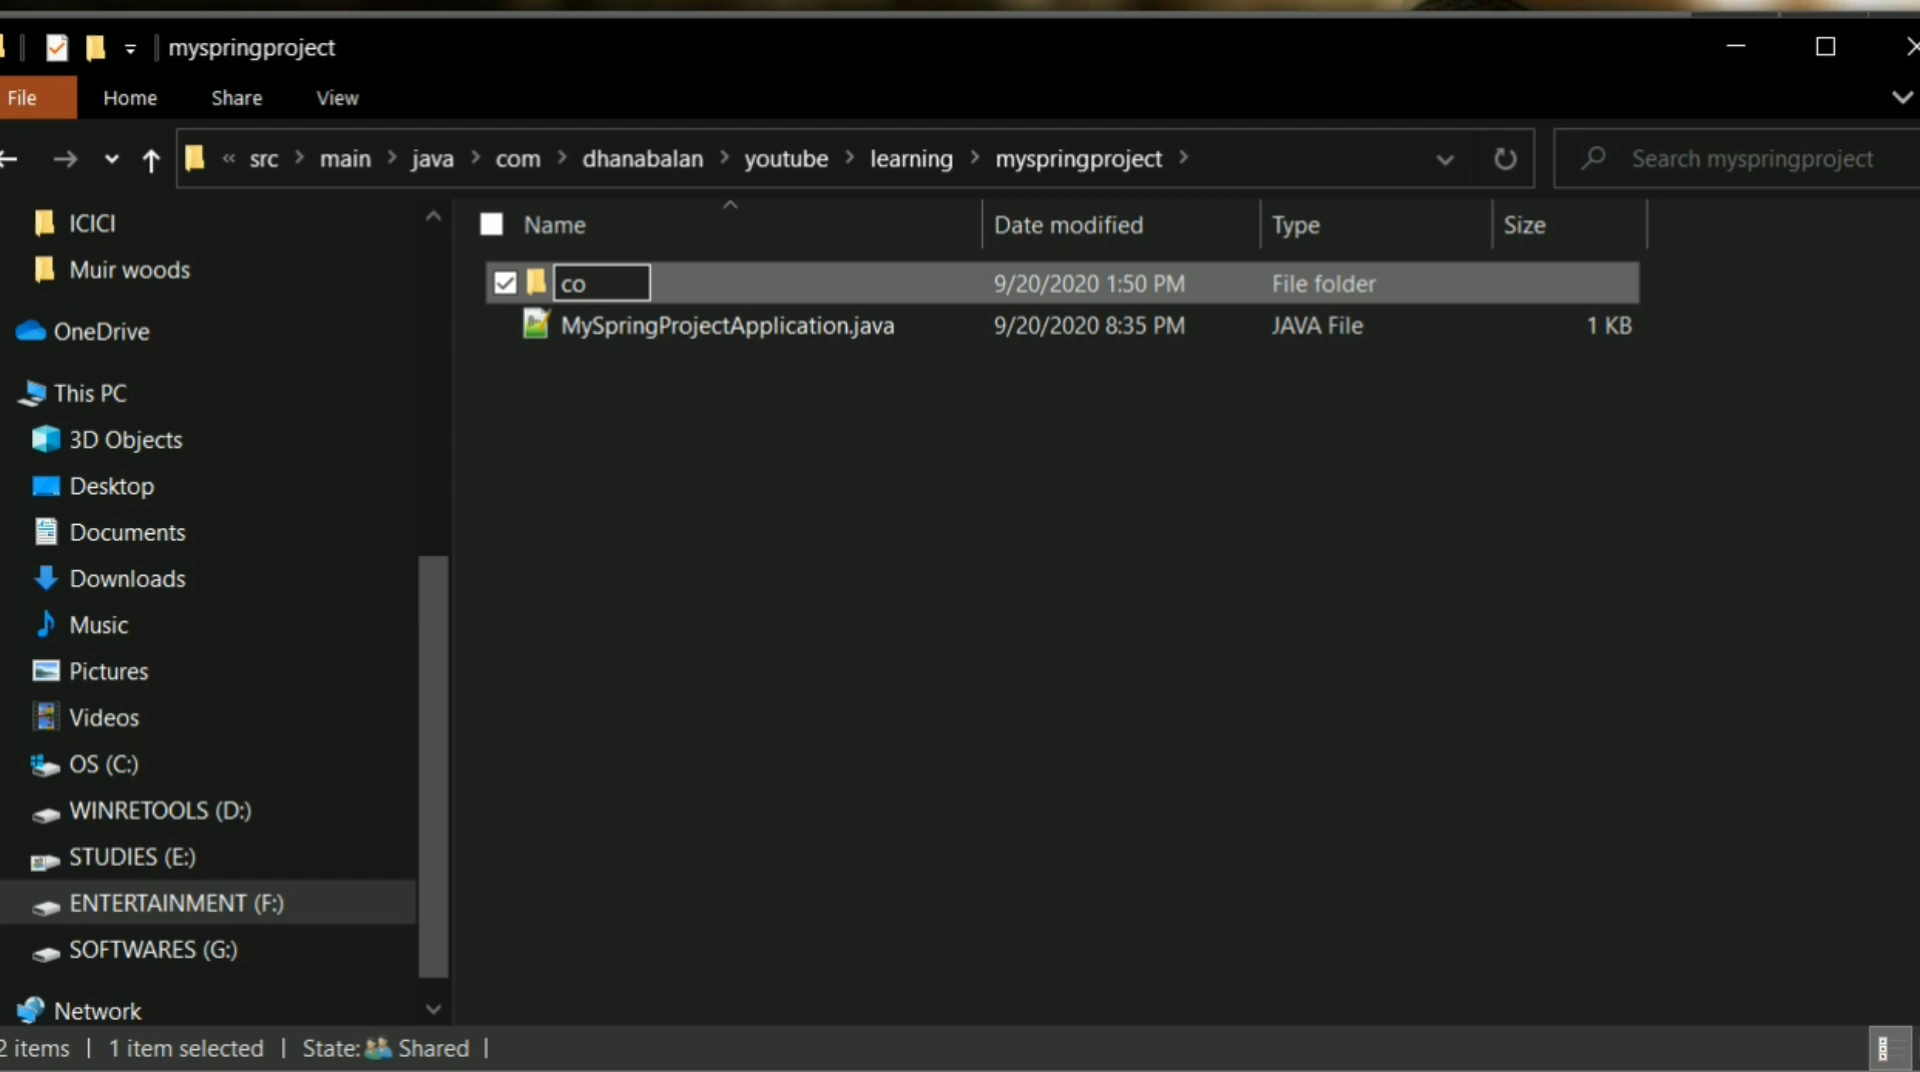 myspringproject
File Home Share View
« src > main > java > com > dhanabalan > youtube > learning > myspringproject >
Search myspringproject
Name Date modified Type Size
co 9/20/2020 1:50 PM File folder
MySpringProjectApplication.java 9/20/2020 8:35 PM JAVA File 1 KB
ICICI
Muir woods
OneDrive
This PC
3D Objects
Desktop
Documents
Downloads
Music
Pictures
Videos
OS (C:)
WINRETOOLS (D:)
STUDIES (E:)
ENTERTAINMENT (F:)
SOFTWARES (G:)
Network
2 items | 1 item selected | State: Shared |